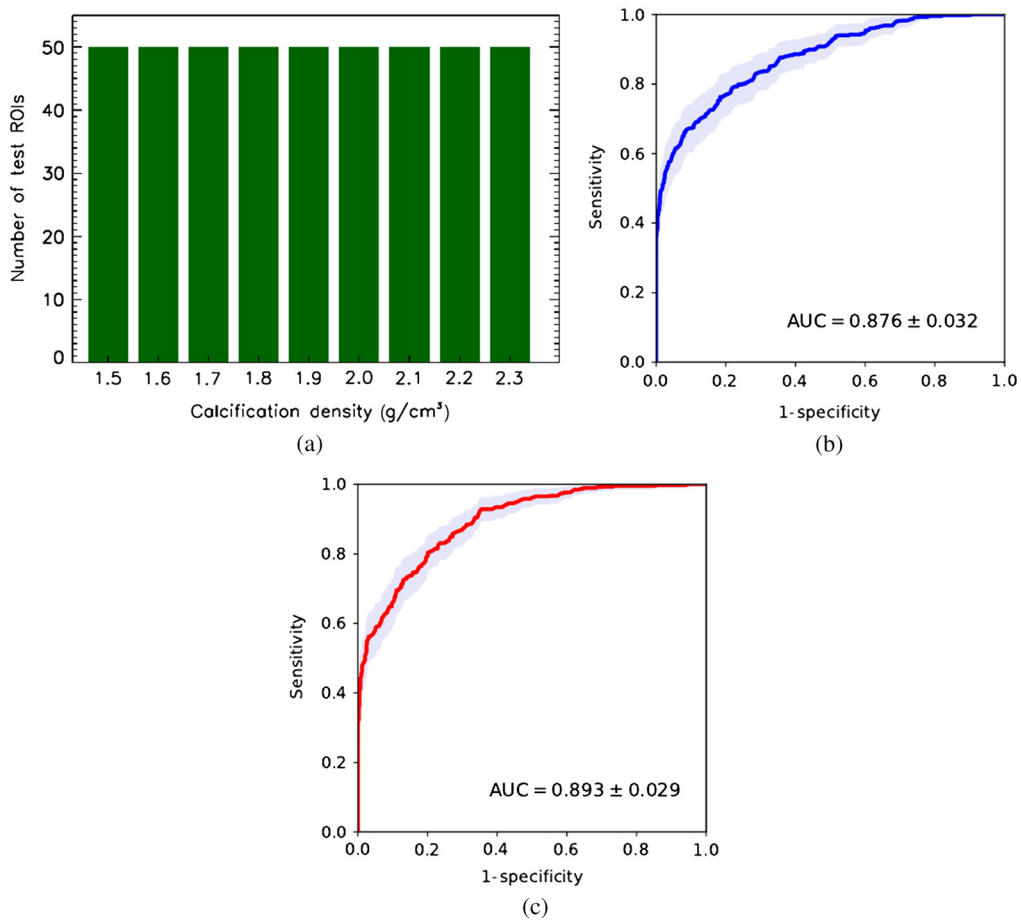 50
40
30
20
10
0
Number of test ROIs
1.5 1.6 1.7 1.8 1.9 2.0 2.1 2.2 2.3
Calcification density (g/cm³)
(a)
1.0
0.8
0.6
0.4
0.2
0.0
Sensitivity
AUC = 0.876 ± 0.032
0.0 0.2 0.4 0.6 0.8 1.0
1-specificity
(b)
1.0
0.8
0.6
0.4
0.2
0.0
Sensitivity
AUC = 0.893 ± 0.029
0.0 0.2 0.4 0.6 0.8 1.0
1-specificity
(c)